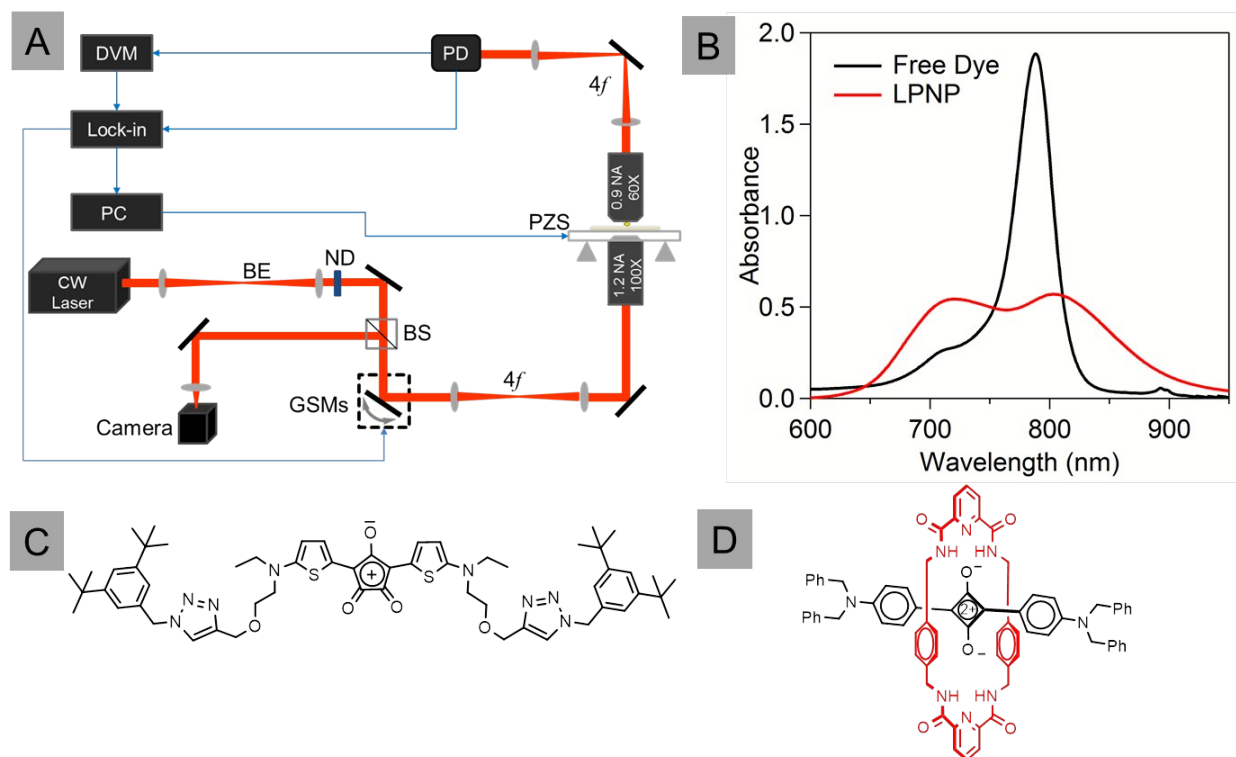 A
DVM
PD
4f
Lock-in
0.9 NA
60X
PC
PZS
1.2 NA
100X
CW
Laser
BE
ND
BS
GSMs
4f
Camera
B
Free Dye
LPNP
Absorbance
2.0
1.5
1.0
0.5
0.0
600
700
800
900
Wavelength (nm)
C
O
–
N
S
+
S
N
O
O
N
N
N
O
O
N
N
N
D
O
N
O
NH
HN
Ph
Ph
N
O–
2+
O–
N
Ph
Ph
NH
HN
O
N
O